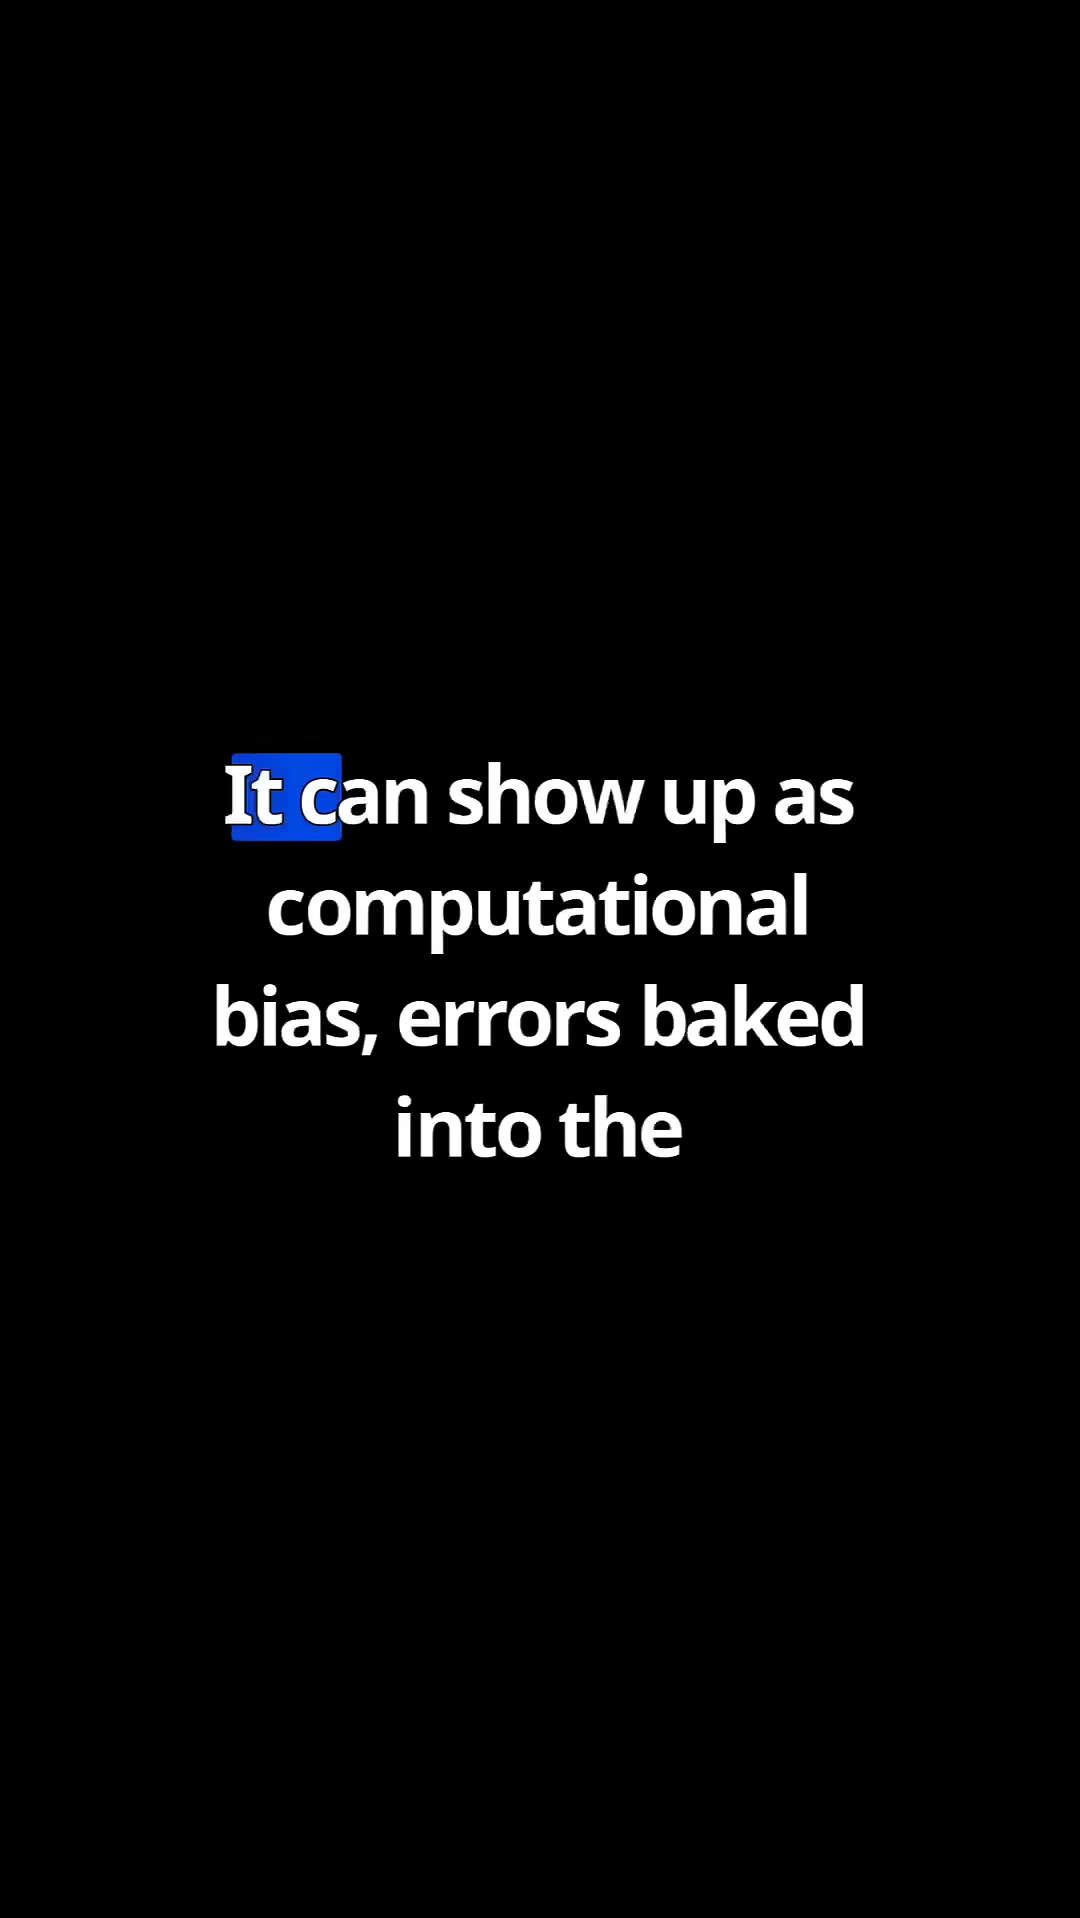 It can show up as
computational
bias, errors baked
into the